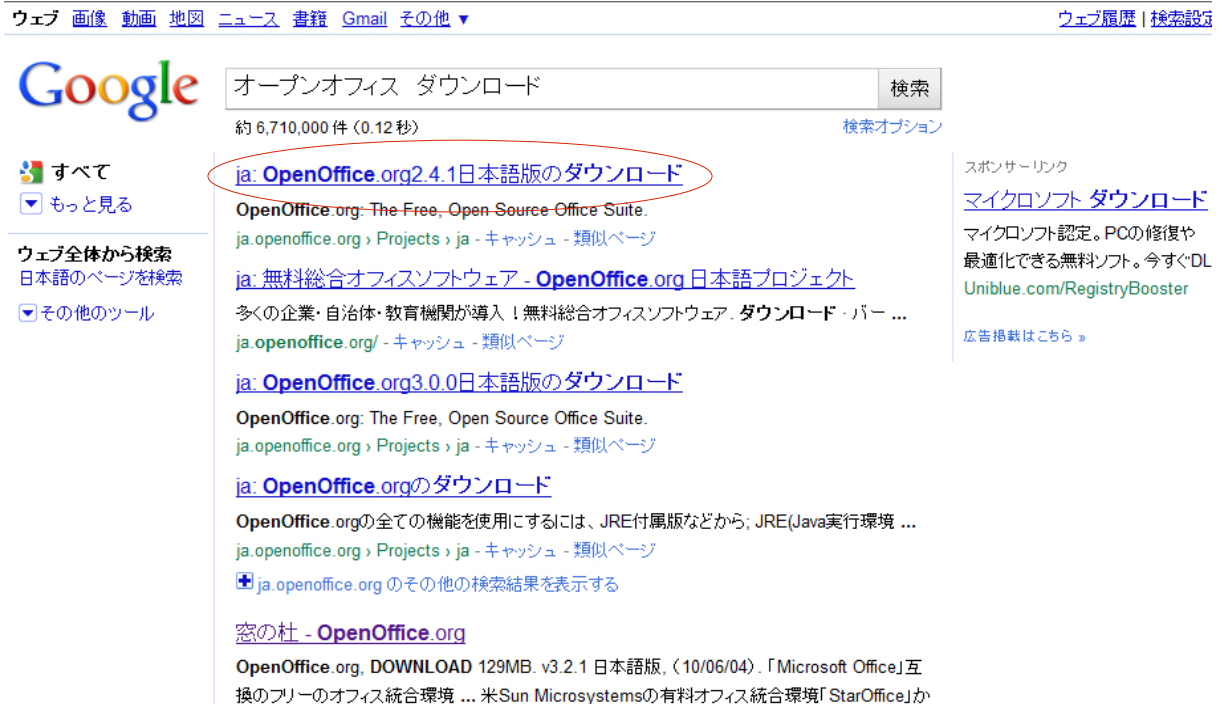 ウェブ 画像 動画 地図 ニュース 書籍 Gmail その他 ▼
ウェブ履歴 | 検索設定
Google
オープンオフィス ダウンロード
検索
約 6,710,000 件 (0.12 秒)
検索オプション
すべて
もっと見る
ウェブ全体から検索
日本語のページを検索
その他のツール
ja: OpenOffice.org2.4.1日本語版のダウンロード
OpenOffice.org: The Free, Open Source Office Suite.
ja.openoffice.org › Projects › ja - キャッシュ - 類似ページ
ja: 無料総合オフィスソフトウェア - OpenOffice.org 日本語プロジェクト
多くの企業・自治体・教育機関が導入！無料総合オフィスソフトウェア. ダウンロード · バー ...
ja.openoffice.org/ - キャッシュ - 類似ページ
ja: OpenOffice.org3.0.0日本語版のダウンロード
OpenOffice.org: The Free, Open Source Office Suite.
ja.openoffice.org › Projects › ja - キャッシュ - 類似ページ
ja: OpenOffice.orgのダウンロード
OpenOffice.orgの全ての機能を使用にするには、JRE付属版などから; JRE(Java実行環境 ...
ja.openoffice.org › Projects › ja - キャッシュ - 類似ページ
ja.openoffice.org のその他の検索結果を表示する
窓の杜 - OpenOffice.org
OpenOffice.org, DOWNLOAD 129MB. v3.2.1 日本語版,（10/06/04）.「Microsoft Office」互
換のフリーのオフィス統合環境 ... 米Sun Microsystemsの有料オフィス統合環境「StarOffice」か
スポンサーリンク
マイクロソフト ダウンロード
マイクロソフト認定。PCの修復や
最適化できる無料ソフト。今すぐDL
Uniblue.com/RegistryBooster
広告掲載はこちら »